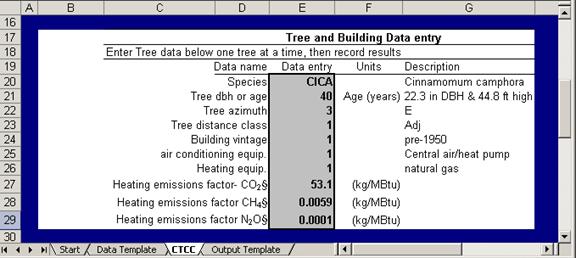 A B C D E F G
16
17 Tree and Building Data entry
18 Enter Tree data below one tree at a time, then record results
19 Data name Data entry Units Description
20 Species CICA Cinnamomum camphora
21 Tree dbh or age 40 Age (years) 22.3 in DBH & 44.8 ft high
22 Tree azimuth 3 E
23 Tree distance class 1 Adj
24 Building vintage 1 pre-1950
25 air conditioning equip. 1 Central air/heat pump
26 Heating equip. 1 natural gas
27 Heating emissions factor- CO₂§ 53.1 (kg/MBtu)
28 Heating emissions factor CH₄§ 0.0059 (kg/MBtu)
29 Heating emissions factor N₂O§ 0.0001 (kg/MBtu)
30
Start Data Template CTCC Output Template